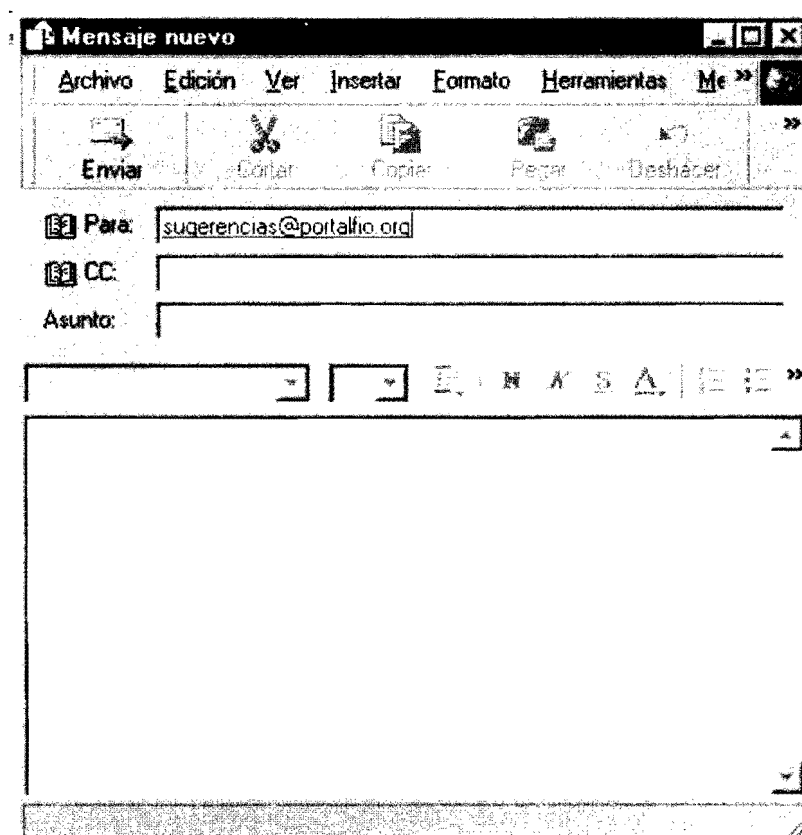 Mensaje nuevo
Archivo Edición Ver Insertar Formato Herramientas Me »
Enviar Cortar Copiar Pegar Deshacer »
Para: sugerencias@portalfio.org
CC:
Asunto:
N K S A »